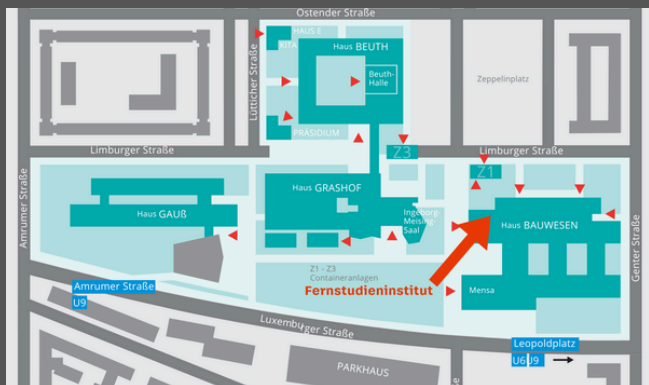 Ostender Straße
HAUS E
KITA
Lütticher Straße
Haus BEUTH
Beuth-
Halle
Zeppelinplatz
PRÄSIDIUM
Limburger Straße
Z3
Limburger Straße
Z1
Amrumer Straße
Haus GAUß
Haus GRASHOF
Ingeborg-
Meising-
Saal
Haus BAUWESEN
Genter Straße
Z1 - Z3
Containeranlagen
Fernstudieninstitut
Mensa
Amrumer Straße
U9
Luxemburger Straße
Leopoldplatz
U6 U9
PARKHAUS